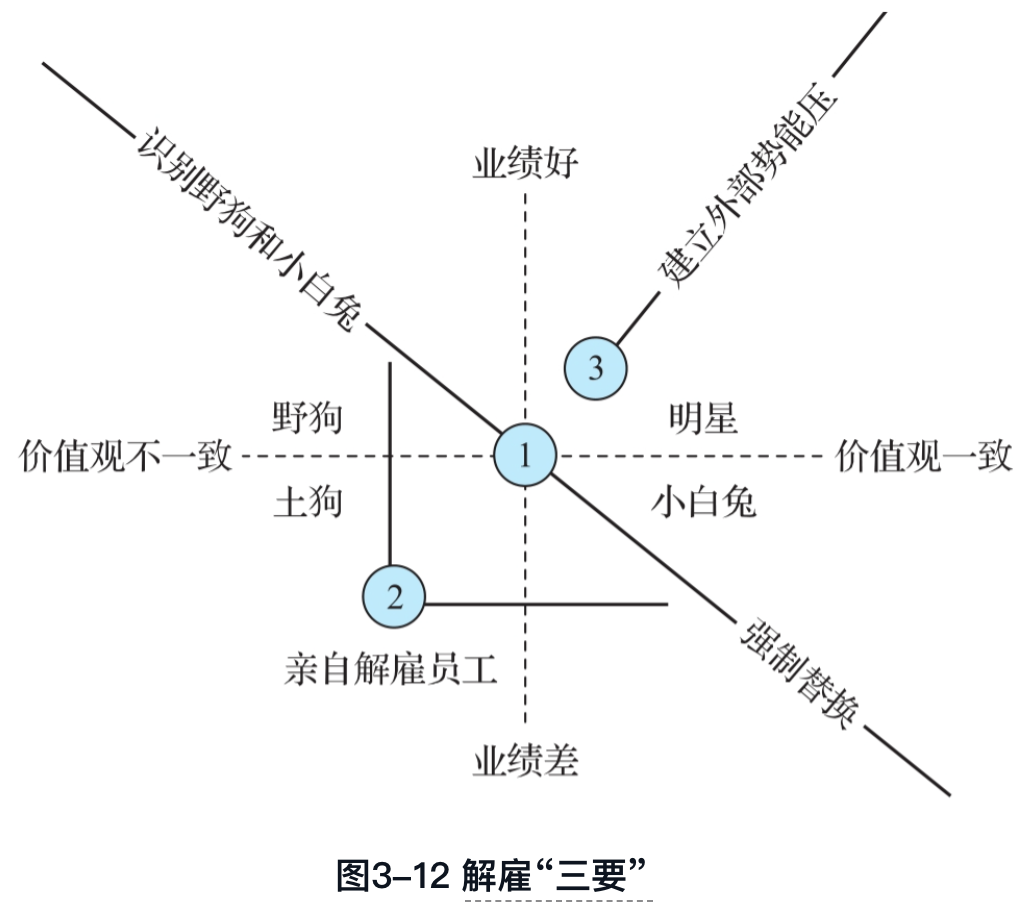 建立外部势能压
识别野狗和小白兔
业绩好
3
野狗
明星
价值观不一致
1
价值观一致
土狗
小白兔
2
强制替换
亲自解雇员工
业绩差
图3–12 解雇“三要”